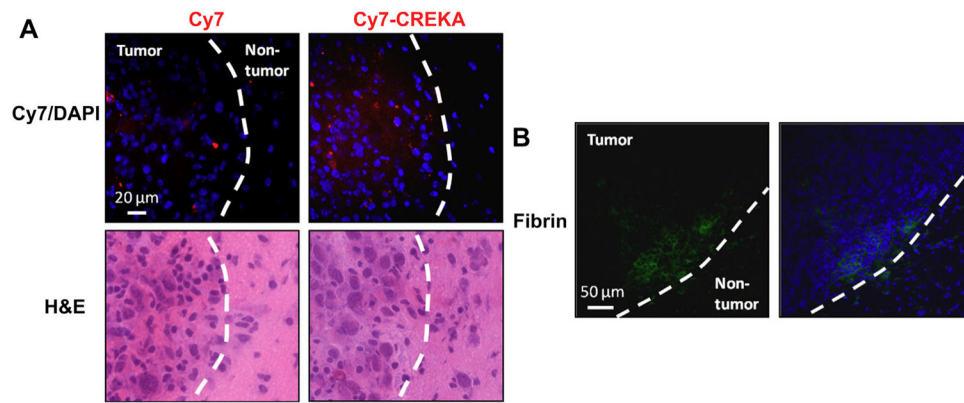 A
Cy7
Cy7-CREKA
Cy7/DAPI
Tumor
Non-
tumor
20 µm
H&E
B
Fibrin
Tumor
50 µm
Non-
tumor